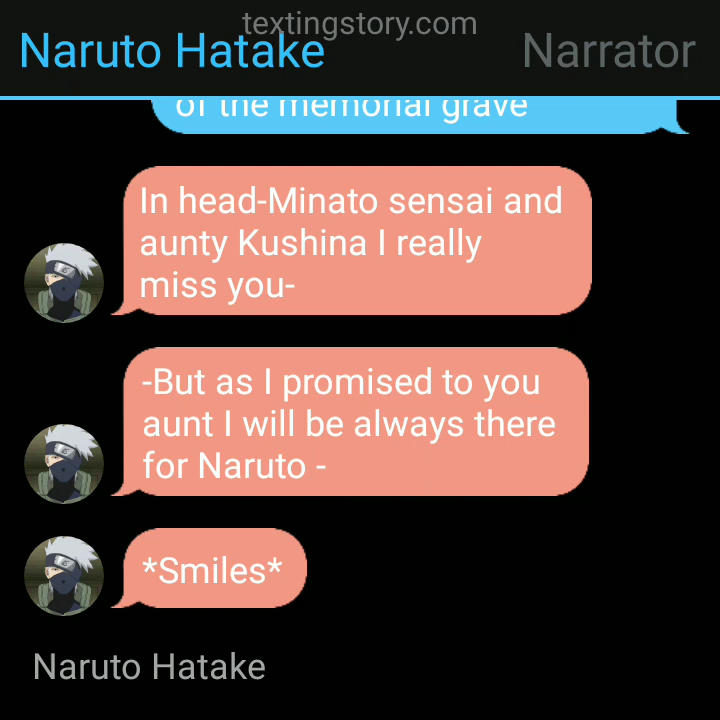 textingstory.com
Naruto Hatake
Narrator
of the memorial grave
In head-Minato sensai and
aunty Kushina I really
miss you-
-But as I promised to you
aunt I will be always there
for Naruto -
*Smiles*
Naruto Hatake